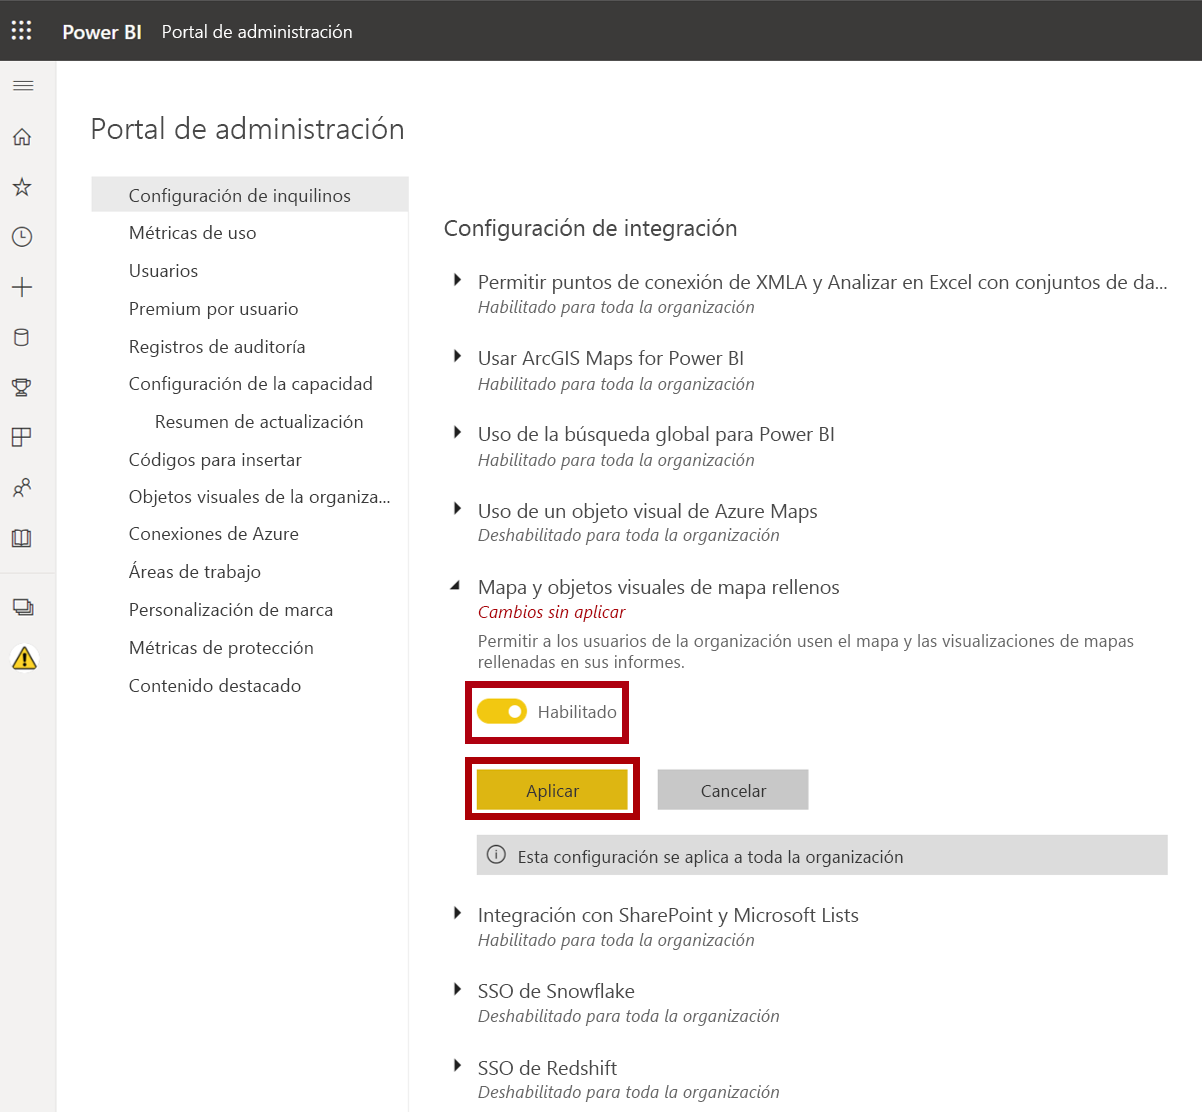 Power BI Portal de administración
Portal de administración
Configuración de inquilinos
Métricas de uso
Usuarios
Premium por usuario
Registros de auditoría
Configuración de la capacidad
Resumen de actualización
Códigos para insertar
Objetos visuales de la organiza...
Conexiones de Azure
Áreas de trabajo
Personalización de marca
Métricas de protección
Contenido destacado
Configuración de integración
Permitir puntos de conexión de XMLA y Analizar en Excel con conjuntos de da...
Habilitado para toda la organización
Usar ArcGIS Maps for Power BI
Habilitado para toda la organización
Uso de la búsqueda global para Power BI
Habilitado para toda la organización
Uso de un objeto visual de Azure Maps
Deshabilitado para toda la organización
Mapa y objetos visuales de mapa rellenos
Cambios sin aplicar
Permitir a los usuarios de la organización usen el mapa y las visualizaciones de mapas
rellenadas en sus informes.
Habilitado
Aplicar Cancelar
Esta configuración se aplica a toda la organización
Integración con SharePoint y Microsoft Lists
Habilitado para toda la organización
SSO de Snowflake
Deshabilitado para toda la organización
SSO de Redshift
Deshabilitado para toda la organización